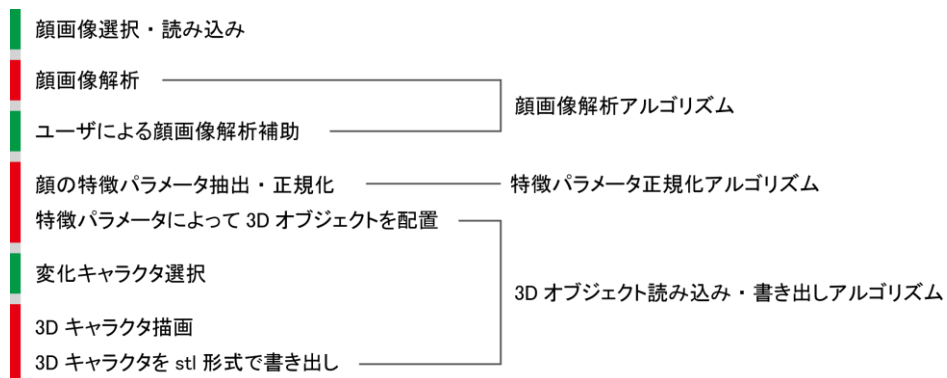 顔画像選択・読み込み
顔画像解析
顔画像解析アルゴリズム
ユーザによる顔画像解析補助
顔の特徴パラメータ抽出・正規化
特徴パラメータ正規化アルゴリズム
特徴パラメータによって 3D オブジェクトを配置
変化キャラクタ選択
3D オブジェクト読み込み・書き出しアルゴリズム
3D キャラクタ描画
3D キャラクタを stl 形式で書き出し